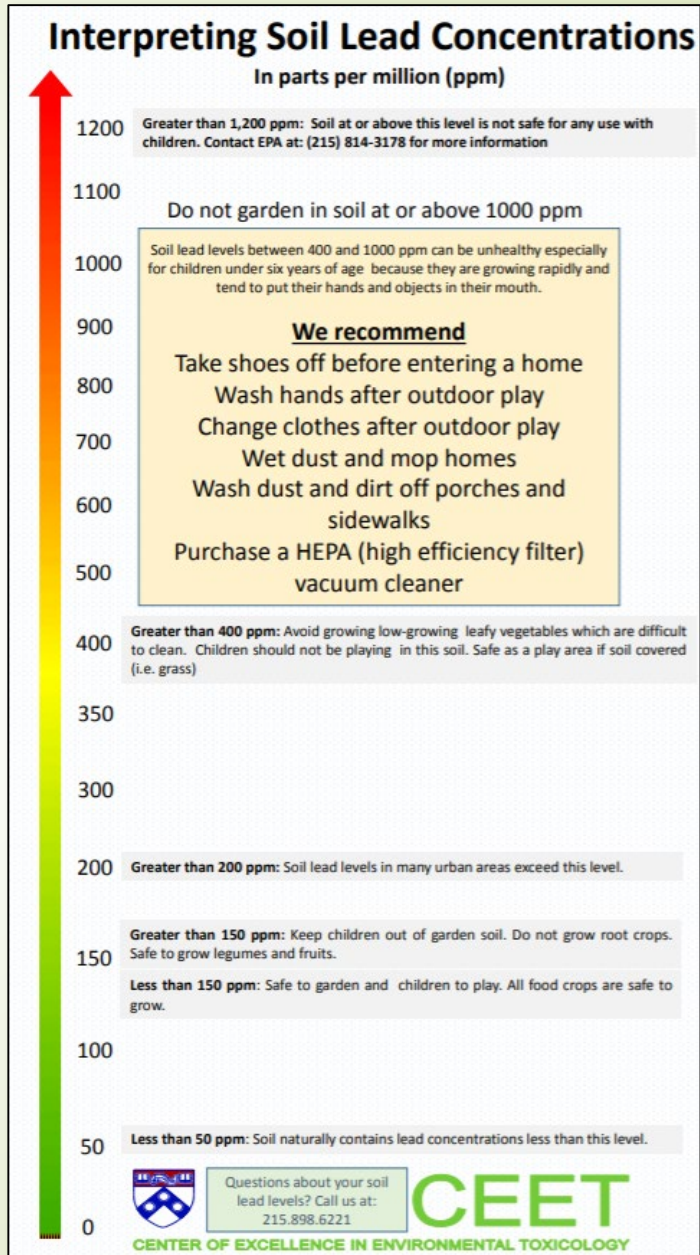 Interpreting Soil Lead Concentrations
In parts per million (ppm)
1200
Greater than 1,200 ppm: Soil at or above this level is not safe for any use with
children. Contact EPA at: (215) 814-3178 for more information
1100
Do not garden in soil at or above 1000 ppm
1000
Soil lead levels between 400 and 1000 ppm can be unhealthy especially
for children under six years of age because they are growing rapidly and
tend to put their hands and objects in their mouth.
900
We recommend
Take shoes off before entering a home
800
Wash hands after outdoor play
Change clothes after outdoor play
700
Wet dust and mop homes
600
Wash dust and dirt off porches and
sidewalks
Purchase a HEPA (high efficiency filter)
500
vacuum cleaner
400
Greater than 400 ppm: Avoid growing low-growing leafy vegetables which are difficult
to clean. Children should not be playing in this soil. Safe as a play area if soil covered
(i.e. grass)
350
300
200
Greater than 200 ppm: Soil lead levels in many urban areas exceed this level.
150
Greater than 150 ppm: Keep children out of garden soil. Do not grow root crops.
Safe to grow legumes and fruits.
Less than 150 ppm: Safe to garden and children to play. All food crops are safe to
grow.
100
50
Less than 50 ppm: Soil naturally contains lead concentrations less than this level.
Questions about your soil
lead levels? Call us at:
215.898.6221
CEET
0
CENTER OF EXCELLENCE IN ENVIRONMENTAL TOXICOLOGY